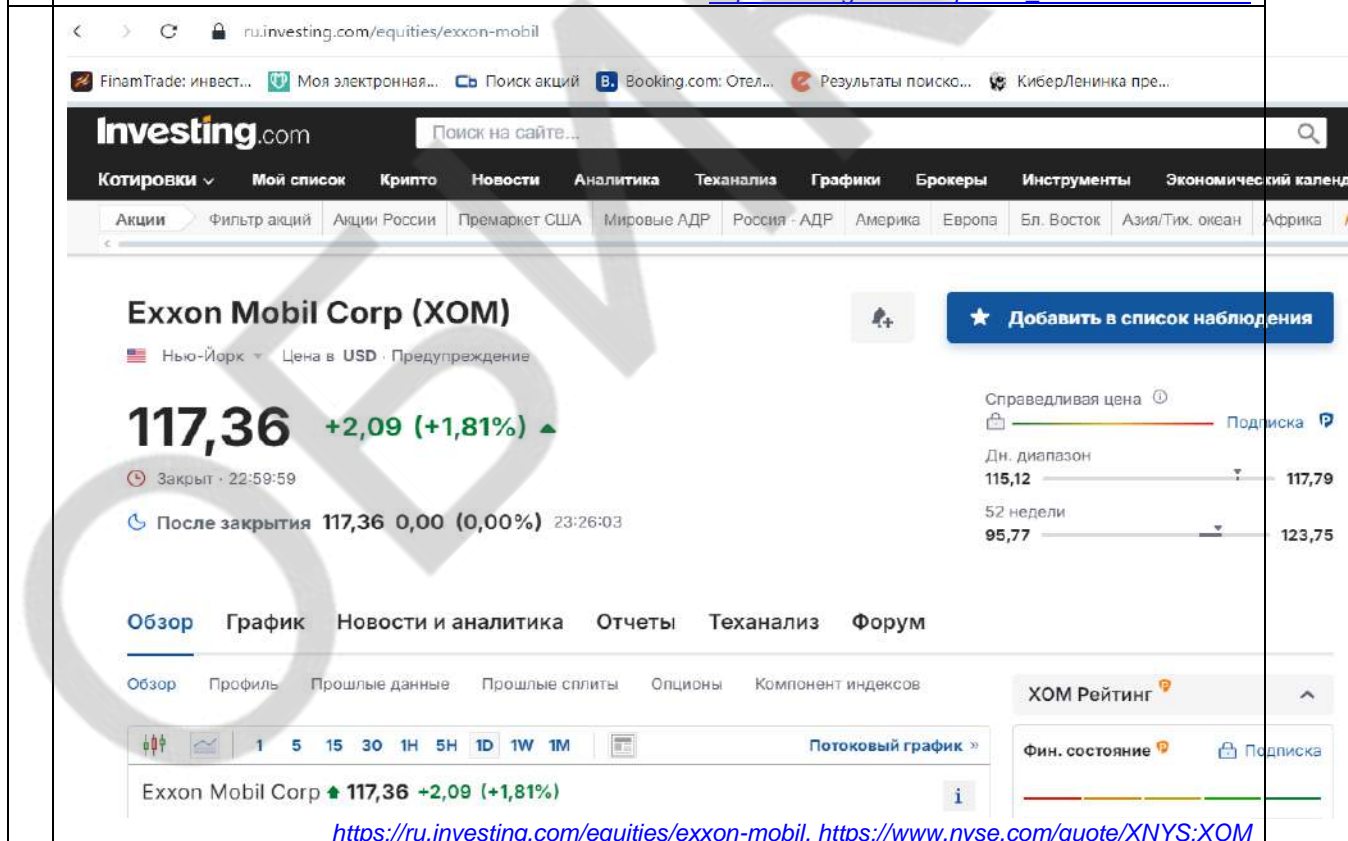 ru.investing.com/equities/exxon-mobil
FinamTrade: инвест... Моя электронная... Поиск акций Booking.com: Отел... Результаты поиско... КиберЛенинка пре...
Investing.com Поиск на сайте...
Котировки Мой список Крипто Новости Аналитика Теханализ Графики Брокеры Инструменты Экономический календ
Акции Фильтр акций Акции России Премаркет США Мировые АДР Россия - АДР Америка Европа Бл. Восток Азия/Тих. океан Африка
Exxon Mobil Corp (XOM) Добавить в список наблюдения
Нью-Йорк Цена в USD · Предупреждение
117,36 +2,09 (+1,81%)
Справедливая цена
Подписка
Закрыт · 22:59:59
Дн. диапазон
115,12 117,79
После закрытия 117,36 0,00 (0,00%) 23:26:03
52 недели
95,77 123,75
Обзор График Новости и аналитика Отчеты Теханализ Форум
Обзор Профиль Прошлые данные Прошлые сплиты Опционы Компонент индексов
XOM Рейтинг
1 5 15 30 1H 5H 1D 1W 1M Потоковый график »
Фин. состояние Подписка
Exxon Mobil Corp 117,36 +2,09 (+1,81%) i
https://ru.investing.com/equities/exxon-mobil, https://www.nyse.com/quote/XNYS:XOM